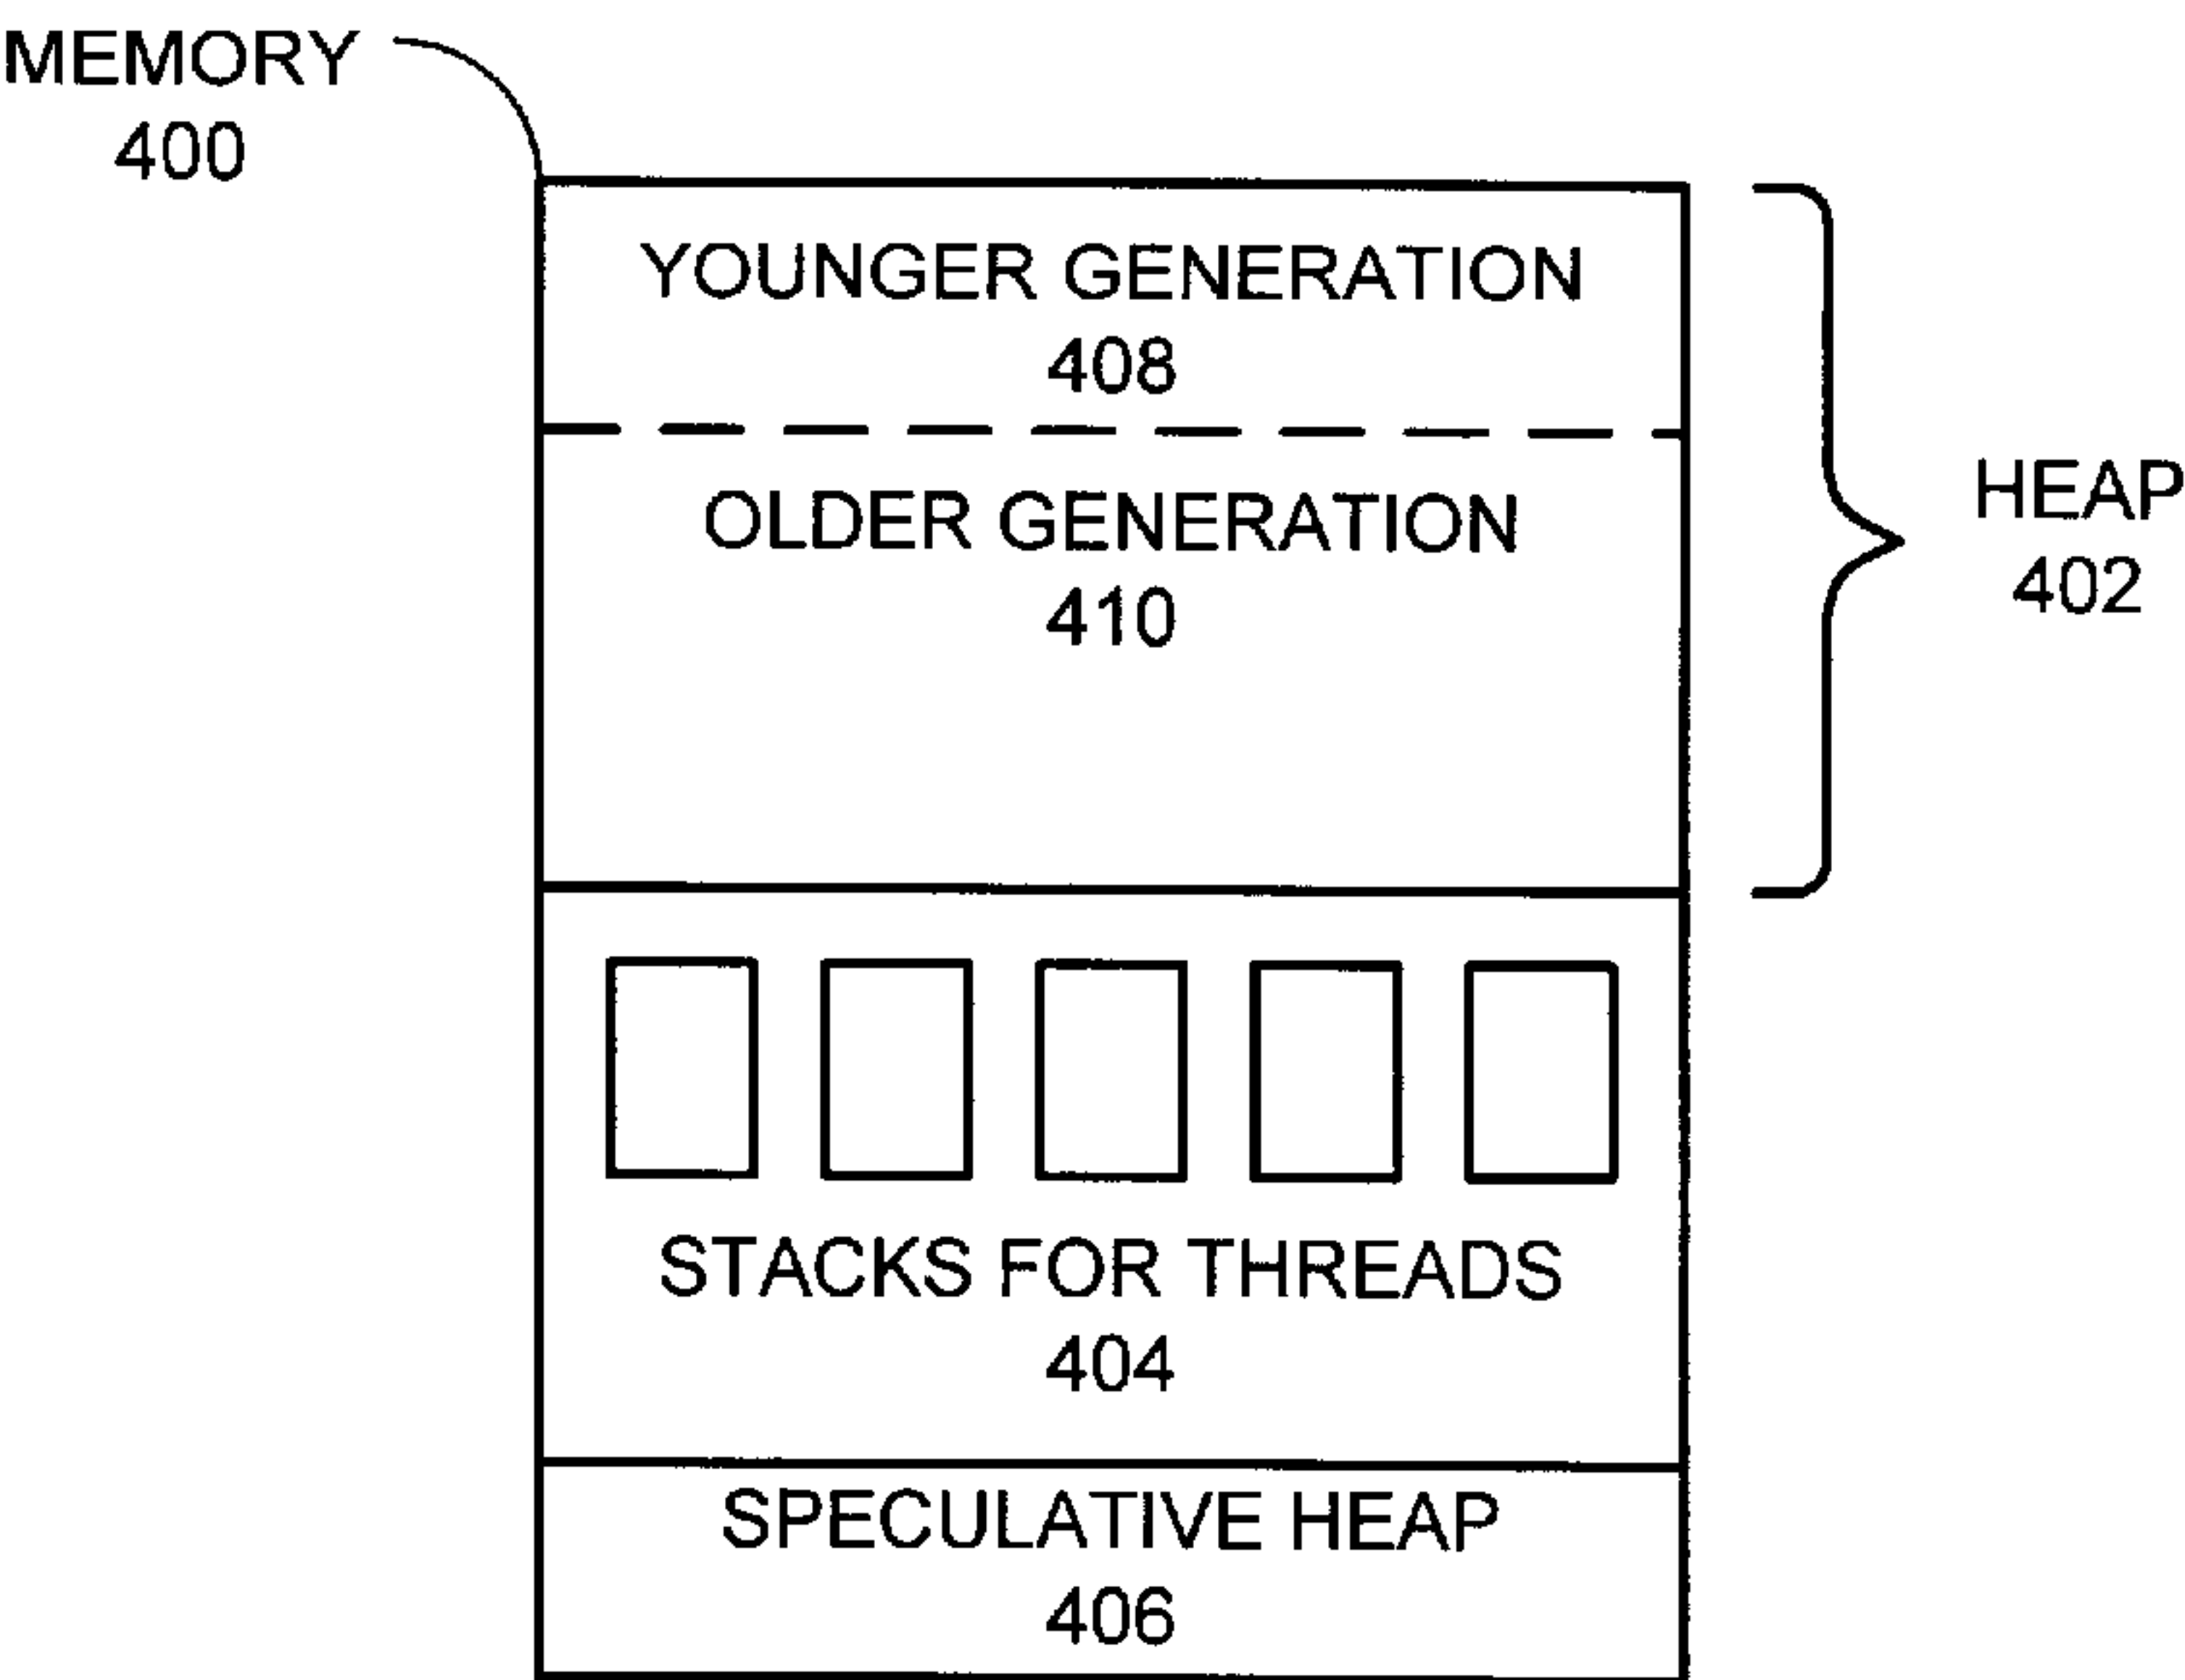 MEMORY
400
YOUNGER GENERATION
408
OLDER GENERATION
410
HEAP
402
STACKS FOR THREADS
404
SPECULATIVE HEAP
406